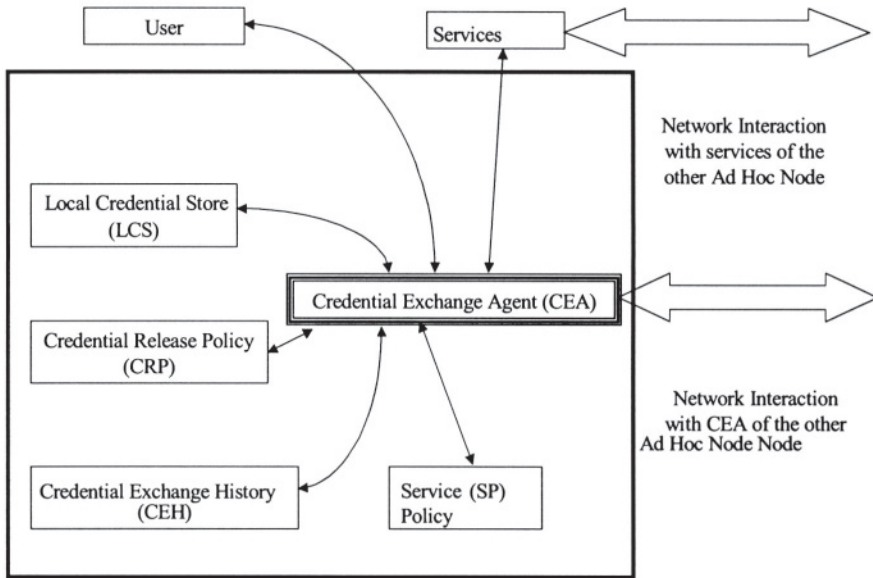 User
Services
Network Interaction
with services of the
other Ad Hoc Node
Local Credential Store
(LCS)
Credential Exchange Agent (CEA)
Credential Release Policy
(CRP)
Network Interaction
with CEA of the other
Ad Hoc Node Node
Credential Exchange History
(CEH)
Service (SP)
Policy